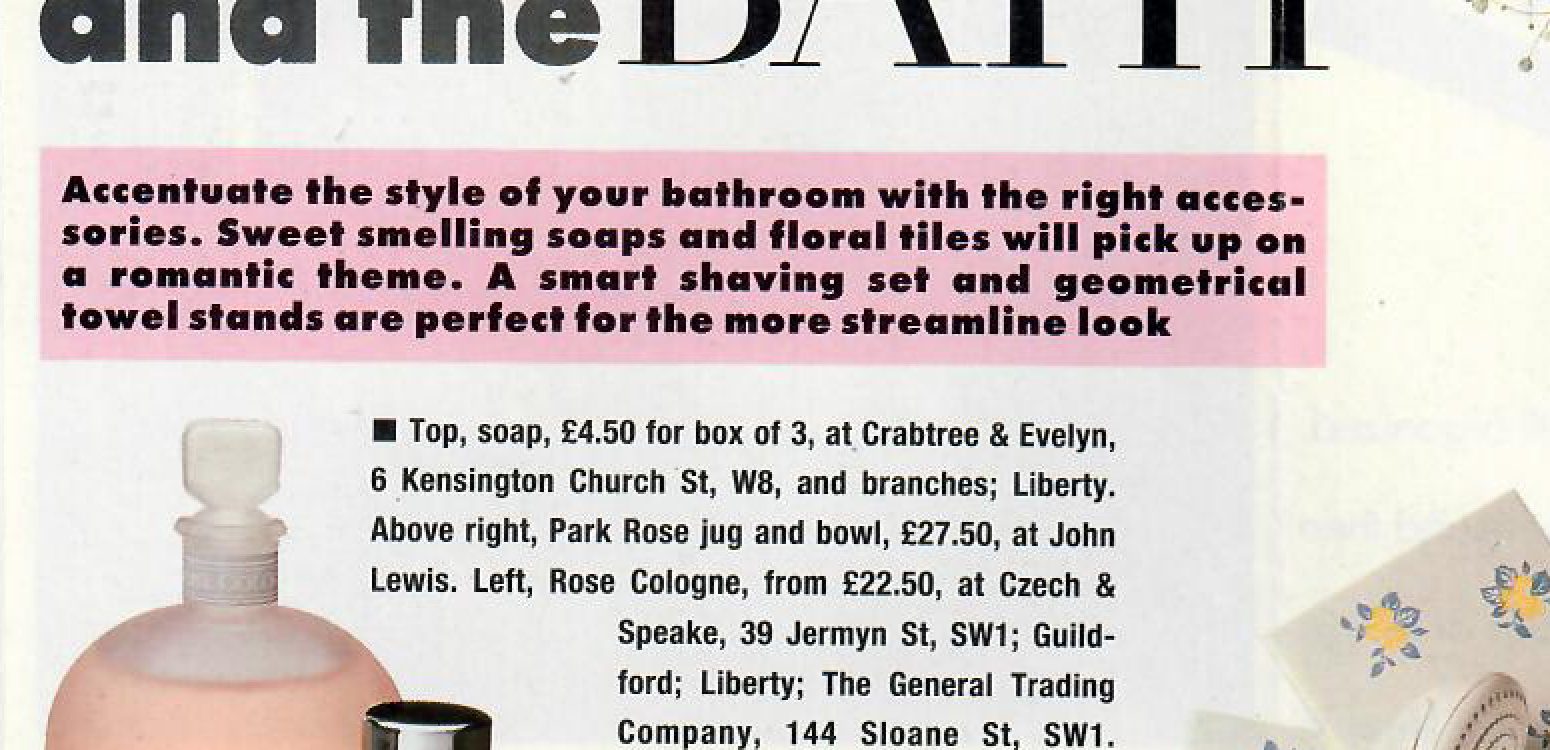 and the BATH
Accentuate the style of your bathroom with the right acces-
sories. Sweet smelling soaps and floral tiles will pick up on
a romantic theme. A smart shaving set and geometrical
towel stands are perfect for the more streamline look
■ Top, soap, £4.50 for box of 3, at Crabtree & Evelyn,
6 Kensington Church St, W8, and branches; Liberty.
Above right, Park Rose jug and bowl, £27.50, at John
Lewis. Left, Rose Cologne, from £22.50, at Czech &
Speake, 39 Jermyn St, SW1; Guild-
ford; Liberty; The General Trading
Company, 144 Sloane St, SW1.